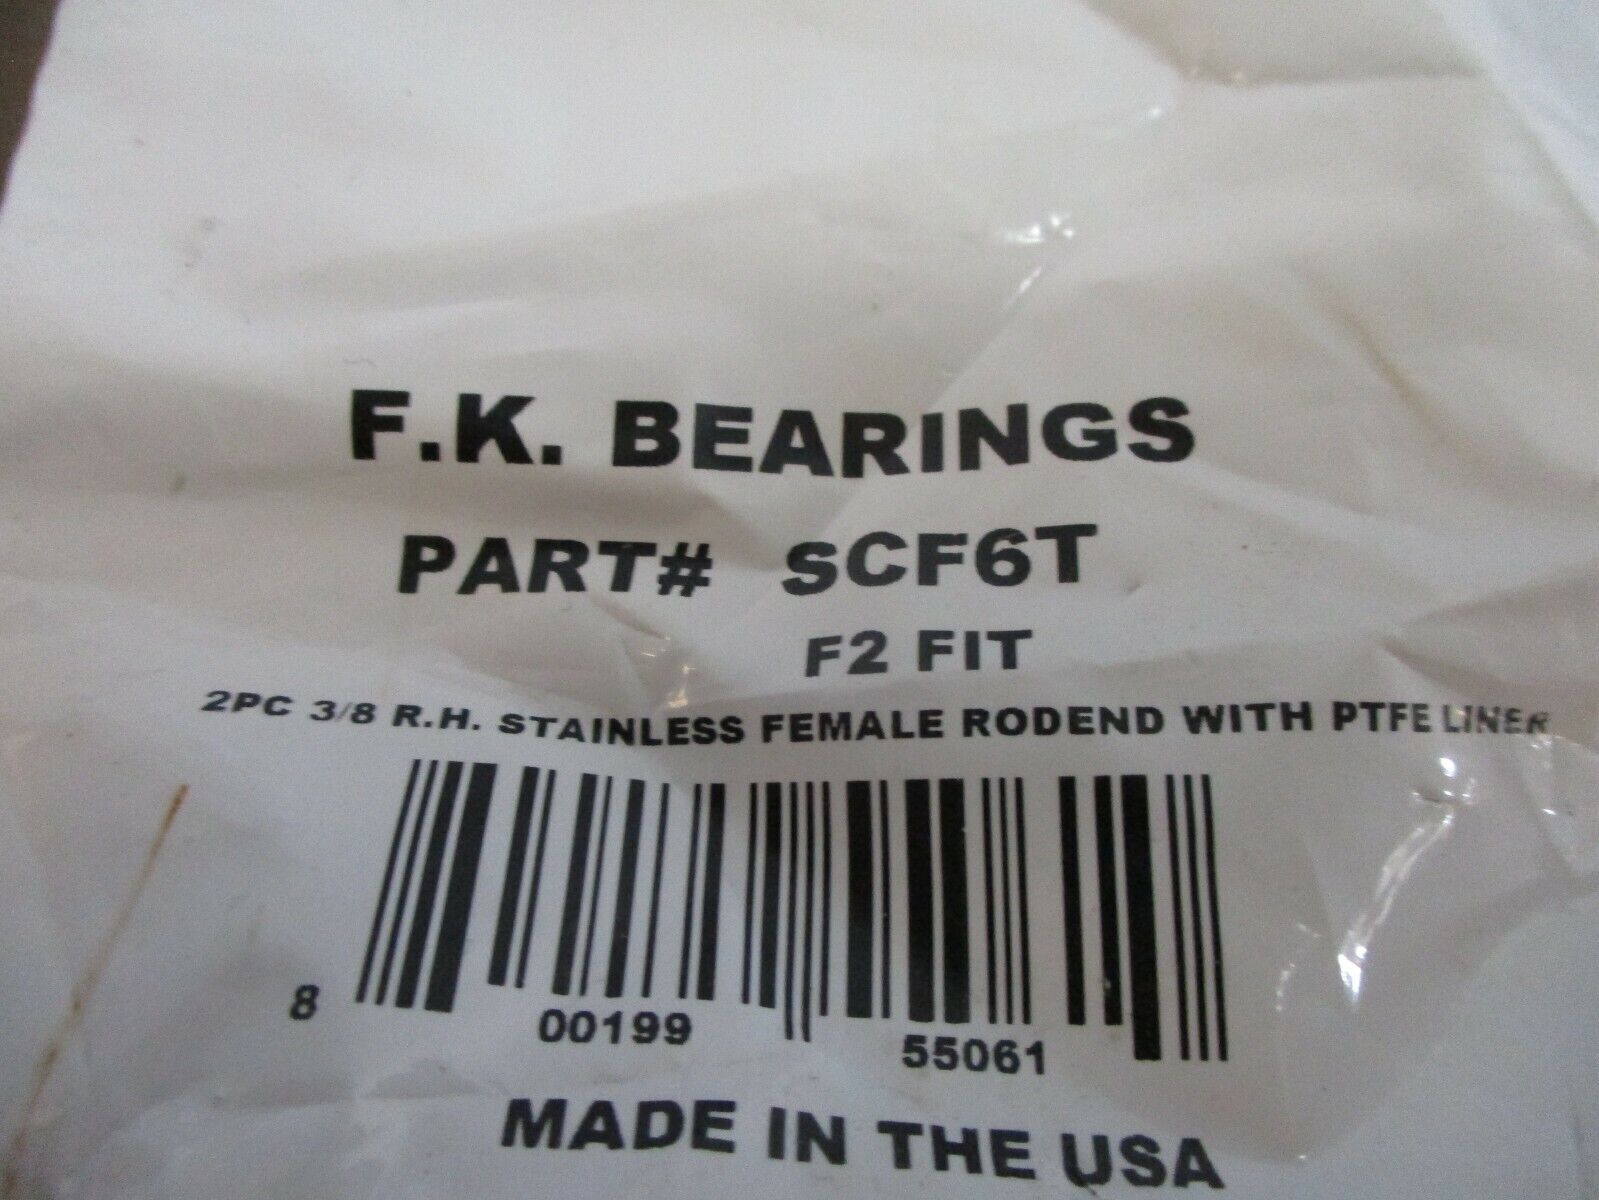 F.K. BEARINGS
PART# SCF6T
F2 FIT
2PC 3/8 R.H. STAINLESS FEMALE RODEND WITH PTFE LINER
8 00199 55061
MADE IN THE USA